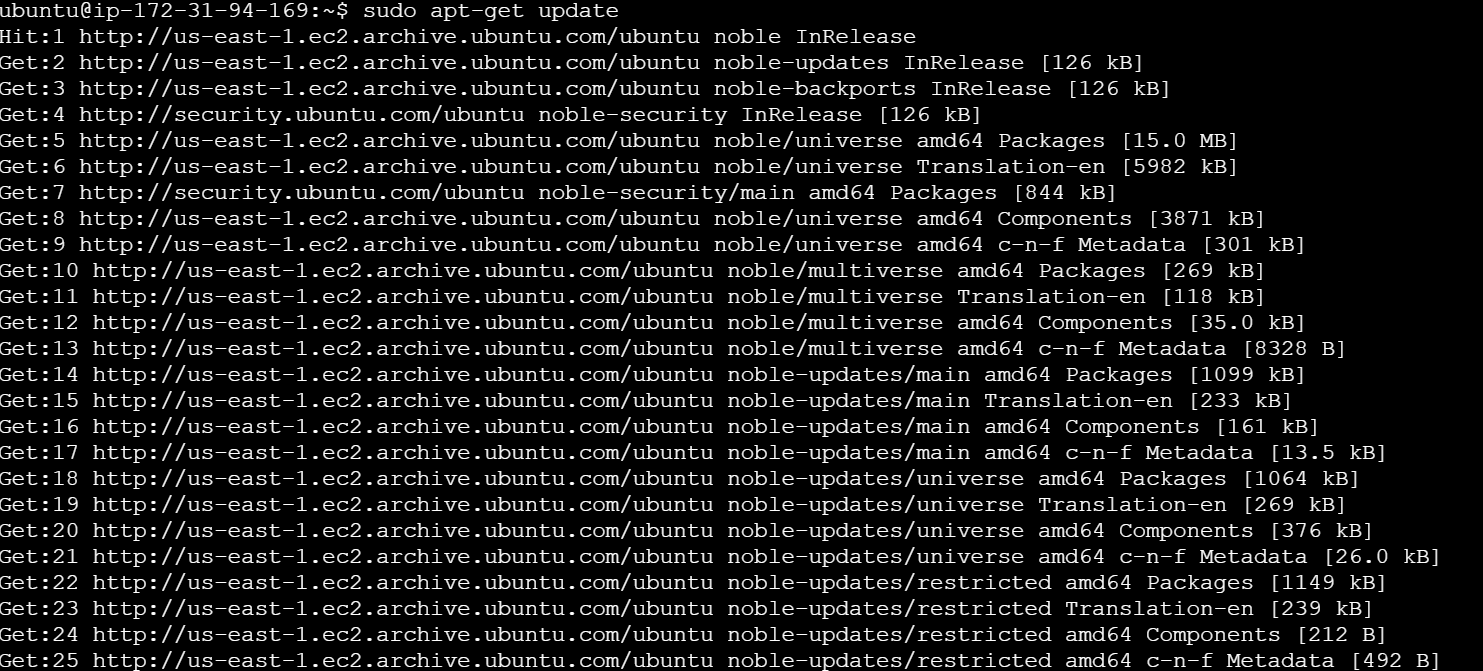 ubuntu@ip-172-31-94-169:~$ sudo apt-get update
Hit:1 http://us-east-1.ec2.archive.ubuntu.com/ubuntu noble InRelease
Get:2 http://us-east-1.ec2.archive.ubuntu.com/ubuntu noble-updates InRelease [126 kB]
Get:3 http://us-east-1.ec2.archive.ubuntu.com/ubuntu noble-backports InRelease [126 kB]
Get:4 http://security.ubuntu.com/ubuntu noble-security InRelease [126 kB]
Get:5 http://us-east-1.ec2.archive.ubuntu.com/ubuntu noble/universe amd64 Packages [15.0 MB]
Get:6 http://us-east-1.ec2.archive.ubuntu.com/ubuntu noble/universe Translation-en [5982 kB]
Get:7 http://security.ubuntu.com/ubuntu noble-security/main amd64 Packages [844 kB]
Get:8 http://us-east-1.ec2.archive.ubuntu.com/ubuntu noble/universe amd64 Components [3871 kB]
Get:9 http://us-east-1.ec2.archive.ubuntu.com/ubuntu noble/universe amd64 c-n-f Metadata [301 kB]
Get:10 http://us-east-1.ec2.archive.ubuntu.com/ubuntu noble/multiverse amd64 Packages [269 kB]
Get:11 http://us-east-1.ec2.archive.ubuntu.com/ubuntu noble/multiverse Translation-en [118 kB]
Get:12 http://us-east-1.ec2.archive.ubuntu.com/ubuntu noble/multiverse amd64 Components [35.0 kB]
Get:13 http://us-east-1.ec2.archive.ubuntu.com/ubuntu noble/multiverse amd64 c-n-f Metadata [8328 B]
Get:14 http://us-east-1.ec2.archive.ubuntu.com/ubuntu noble-updates/main amd64 Packages [1099 kB]
Get:15 http://us-east-1.ec2.archive.ubuntu.com/ubuntu noble-updates/main Translation-en [233 kB]
Get:16 http://us-east-1.ec2.archive.ubuntu.com/ubuntu noble-updates/main amd64 Components [161 kB]
Get:17 http://us-east-1.ec2.archive.ubuntu.com/ubuntu noble-updates/main amd64 c-n-f Metadata [13.5 kB]
Get:18 http://us-east-1.ec2.archive.ubuntu.com/ubuntu noble-updates/universe amd64 Packages [1064 kB]
Get:19 http://us-east-1.ec2.archive.ubuntu.com/ubuntu noble-updates/universe Translation-en [269 kB]
Get:20 http://us-east-1.ec2.archive.ubuntu.com/ubuntu noble-updates/universe amd64 Components [376 kB]
Get:21 http://us-east-1.ec2.archive.ubuntu.com/ubuntu noble-updates/universe amd64 c-n-f Metadata [26.0 kB]
Get:22 http://us-east-1.ec2.archive.ubuntu.com/ubuntu noble-updates/restricted amd64 Packages [1149 kB]
Get:23 http://us-east-1.ec2.archive.ubuntu.com/ubuntu noble-updates/restricted Translation-en [239 kB]
Get:24 http://us-east-1.ec2.archive.ubuntu.com/ubuntu noble-updates/restricted amd64 Components [212 B]
Get:25 http://us-east-1.ec2.archive.ubuntu.com/ubuntu noble-updates/restricted amd64 c-n-f Metadata [492 B]